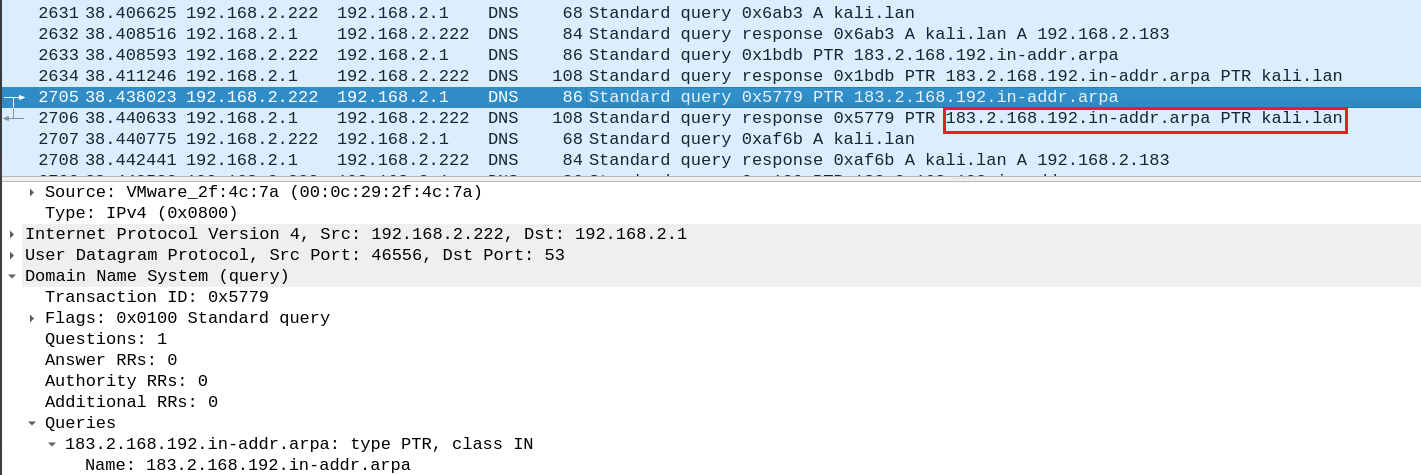 2631 38.406625 192.168.2.222 192.168.2.1 DNS 68 Standard query 0x6ab3 A kali.lan
2632 38.408516 192.168.2.1 192.168.2.222 DNS 84 Standard query response 0x6ab3 A kali.lan A 192.168.2.183
2633 38.408593 192.168.2.222 192.168.2.1 DNS 86 Standard query 0x1bdb PTR 183.2.168.192.in-addr.arpa
2634 38.411246 192.168.2.1 192.168.2.222 DNS 108 Standard query response 0x1bdb PTR 183.2.168.192.in-addr.arpa PTR kali.lan
2705 38.438023 192.168.2.222 192.168.2.1 DNS 86 Standard query 0x5779 PTR 183.2.168.192.in-addr.arpa
2706 38.440633 192.168.2.1 192.168.2.222 DNS 108 Standard query response 0x5779 PTR 183.2.168.192.in-addr.arpa PTR kali.lan
2707 38.440775 192.168.2.222 192.168.2.1 DNS 68 Standard query 0xaf6b A kali.lan
2708 38.442441 192.168.2.1 192.168.2.222 DNS 84 Standard query response 0xaf6b A kali.lan A 192.168.2.183
Source: VMware_2f:4c:7a (00:0c:29:2f:4c:7a)
Type: IPv4 (0x0800)
Internet Protocol Version 4, Src: 192.168.2.222, Dst: 192.168.2.1
User Datagram Protocol, Src Port: 46556, Dst Port: 53
Domain Name System (query)
Transaction ID: 0x5779
Flags: 0x0100 Standard query
Questions: 1
Answer RRs: 0
Authority RRs: 0
Additional RRs: 0
Queries
183.2.168.192.in-addr.arpa: type PTR, class IN
Name: 183.2.168.192.in-addr.arpa